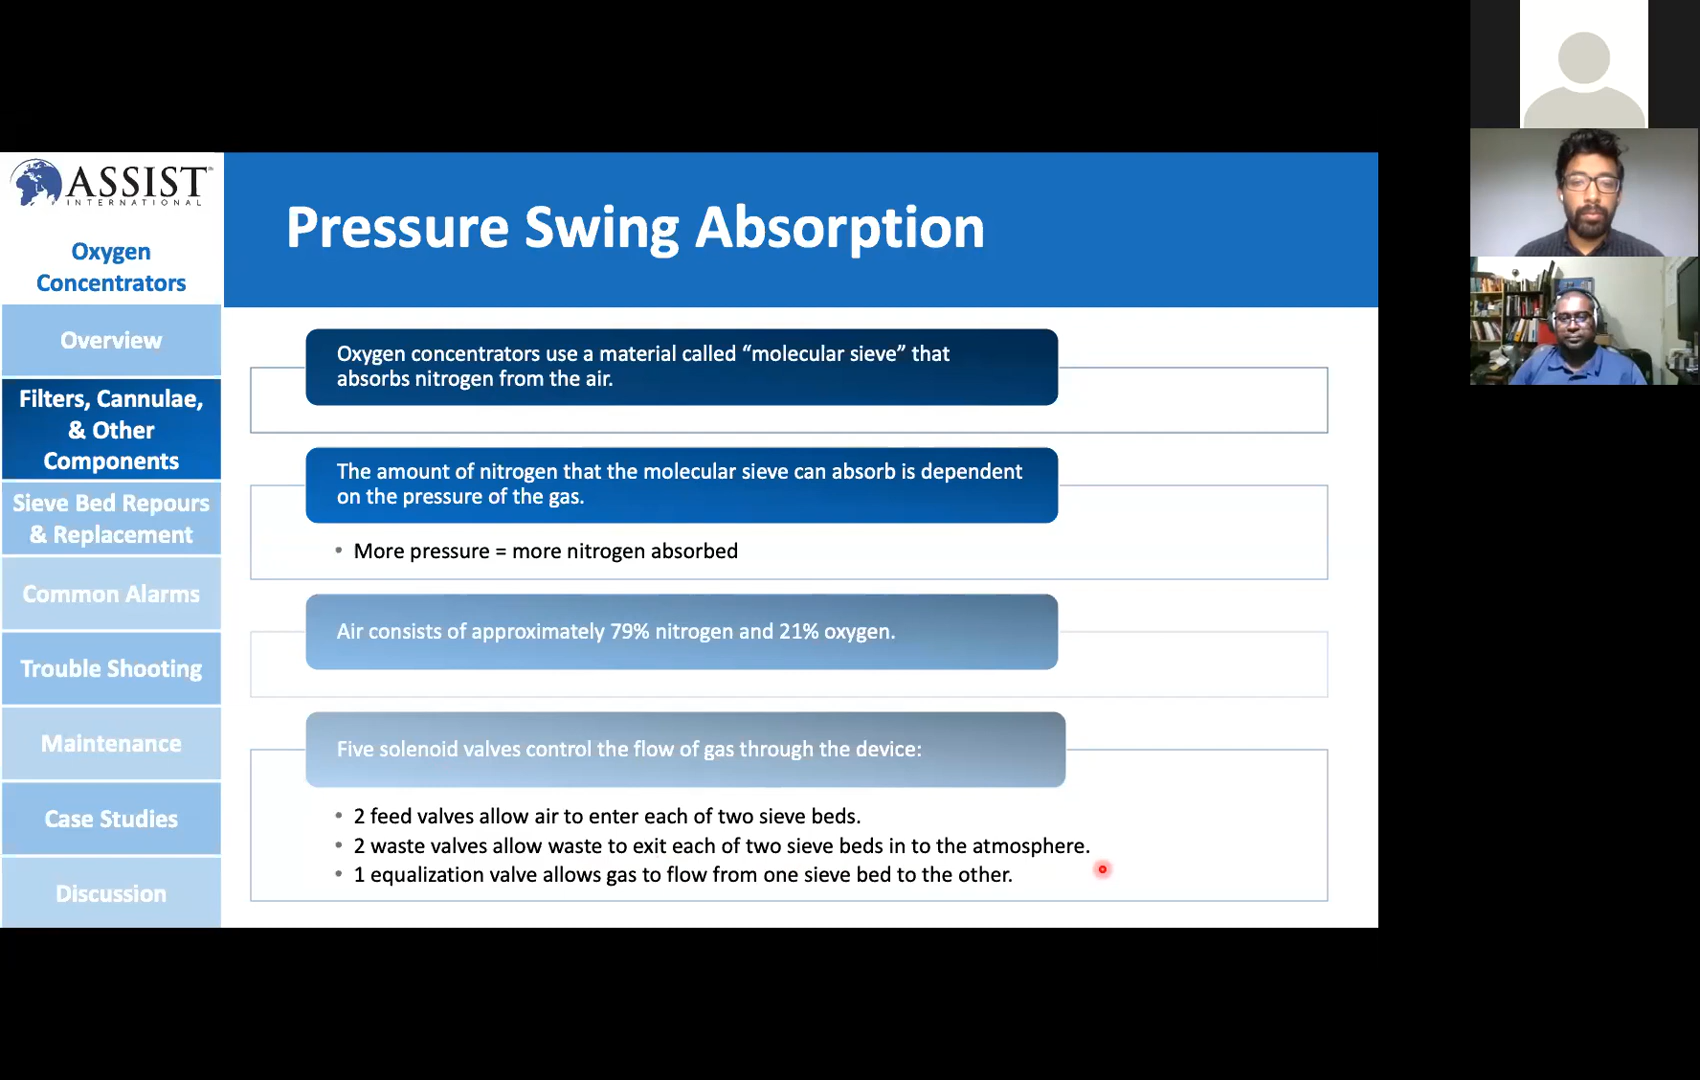 ASSIST
INTERNATIONAL
Oxygen
Concentrators
Overview
Filters, Cannulae,
& Other
Components
Sieve Bed Repours
& Replacement
Common Alarms
Trouble Shooting
Maintenance
Case Studies
Discussion
Pressure Swing Absorption
Oxygen concentrators use a material called “molecular sieve” that
absorbs nitrogen from the air.
The amount of nitrogen that the molecular sieve can absorb is dependent
on the pressure of the gas.
• More pressure = more nitrogen absorbed
Air consists of approximately 79% nitrogen and 21% oxygen.
Five solenoid valves control the flow of gas through the device:
• 2 feed valves allow air to enter each of two sieve beds.
• 2 waste valves allow waste to exit each of two sieve beds in to the atmosphere.
• 1 equalization valve allows gas to flow from one sieve bed to the other.